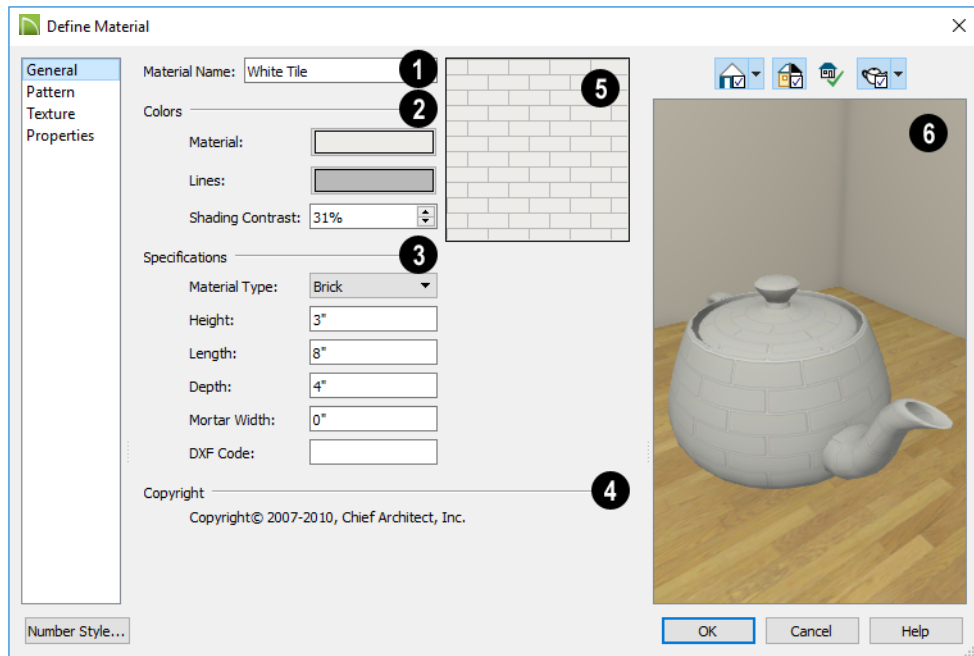 Define Material
General
Pattern
Texture
Properties
Material Name: White Tile 1
Colors 2
Material:
Lines:
Shading Contrast: 31%
Specifications 3
Material Type: Brick
Height: 3"
Length: 8"
Depth: 4"
Mortar Width: 0"
DXF Code:
Copyright 4
Copyright© 2007-2010, Chief Architect, Inc.
5
6
Number Style...
OK Cancel Help